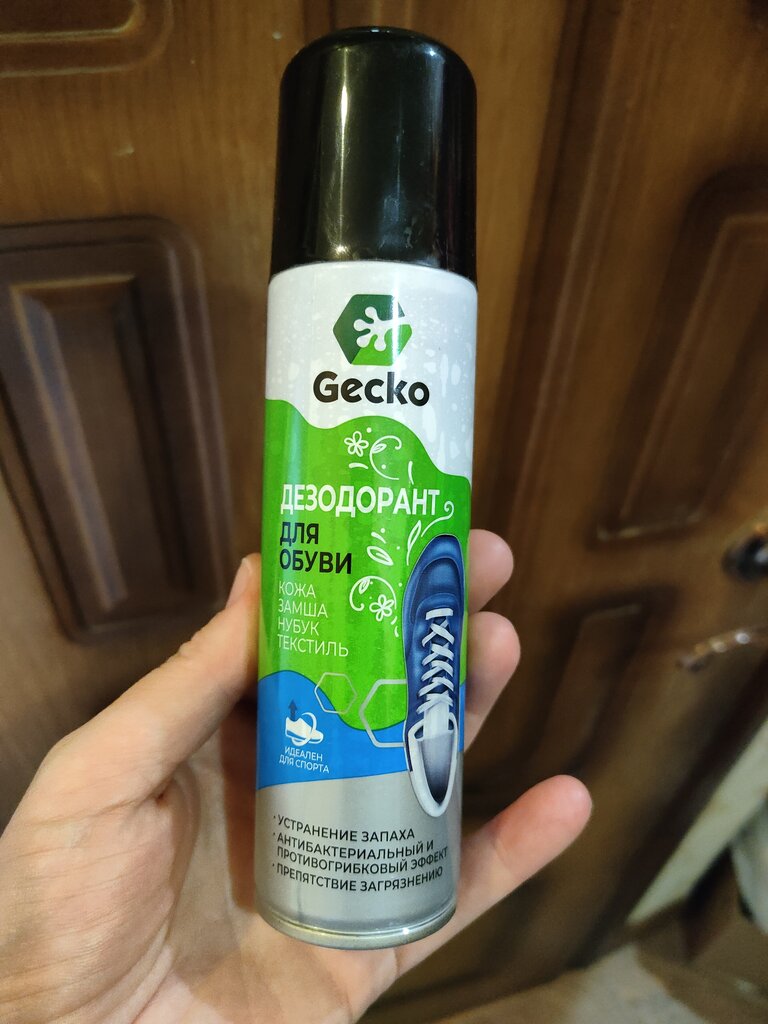 Gecko
ДЕЗОДОРАНТ
ДЛЯ
ОБУВИ
КОЖА
ЗАМША
НУБУК
ТЕКСТИЛЬ
ИДЕАЛЕН
ДЛЯ СПОРТА
· УСТРАНЕНИЕ ЗАПАХА
· АНТИБАКТЕРИАЛЬНЫЙ И
ПРОТИВОГРИБКОВЫЙ ЭФФЕКТ
· ПРЕПЯТСТВИЕ ЗАГРЯЗНЕНИЮ